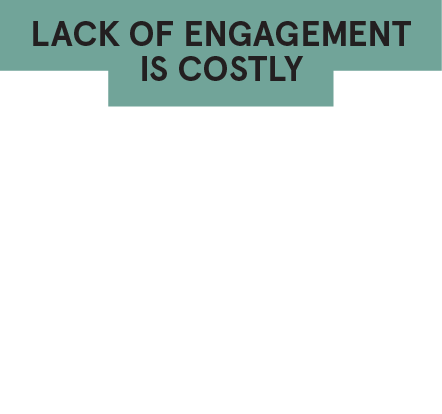 LACK OF ENGAGEMENT
IS COSTLY